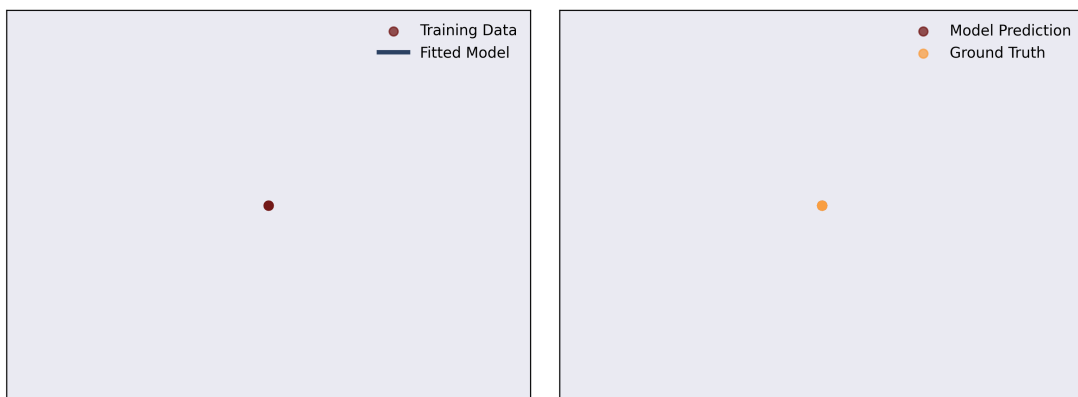 Training Data
Fitted Model
Model Prediction
Ground Truth